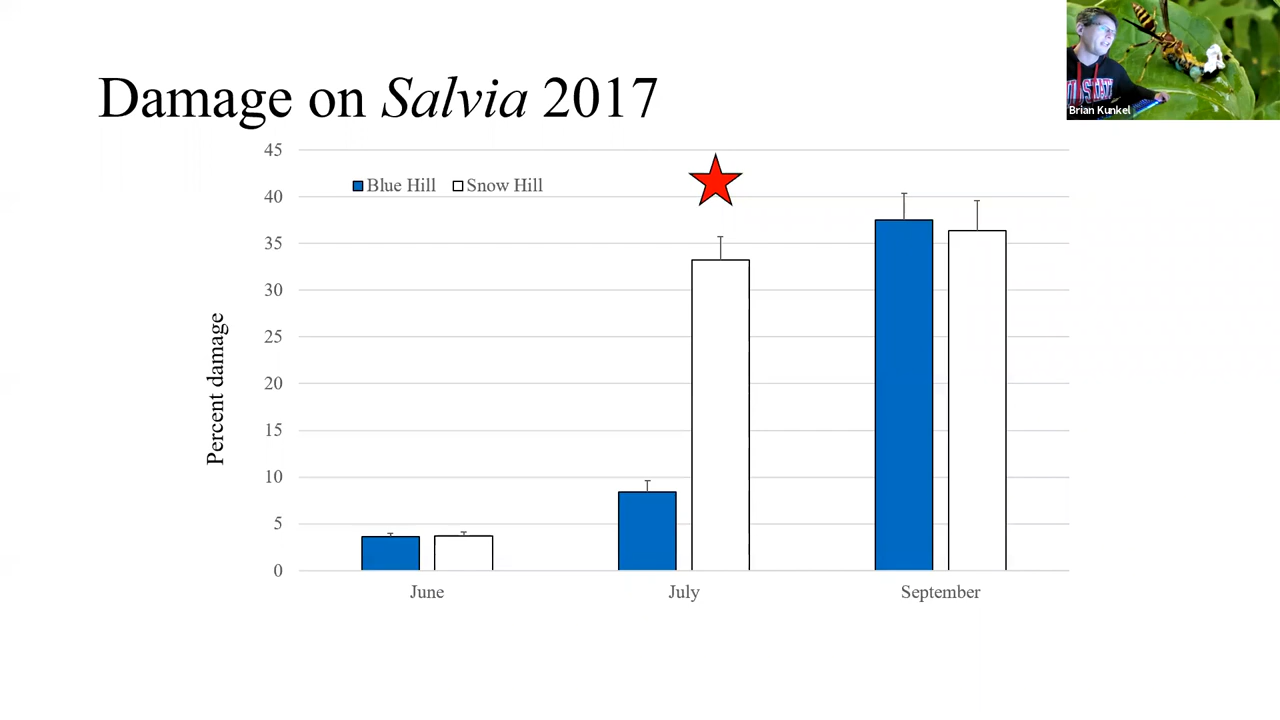 Damage on Salvia 2017
Brian Kunkel
Blue Hill
Snow Hill
Percent damage
45
40
35
30
25
20
15
10
5
0
June
July
September